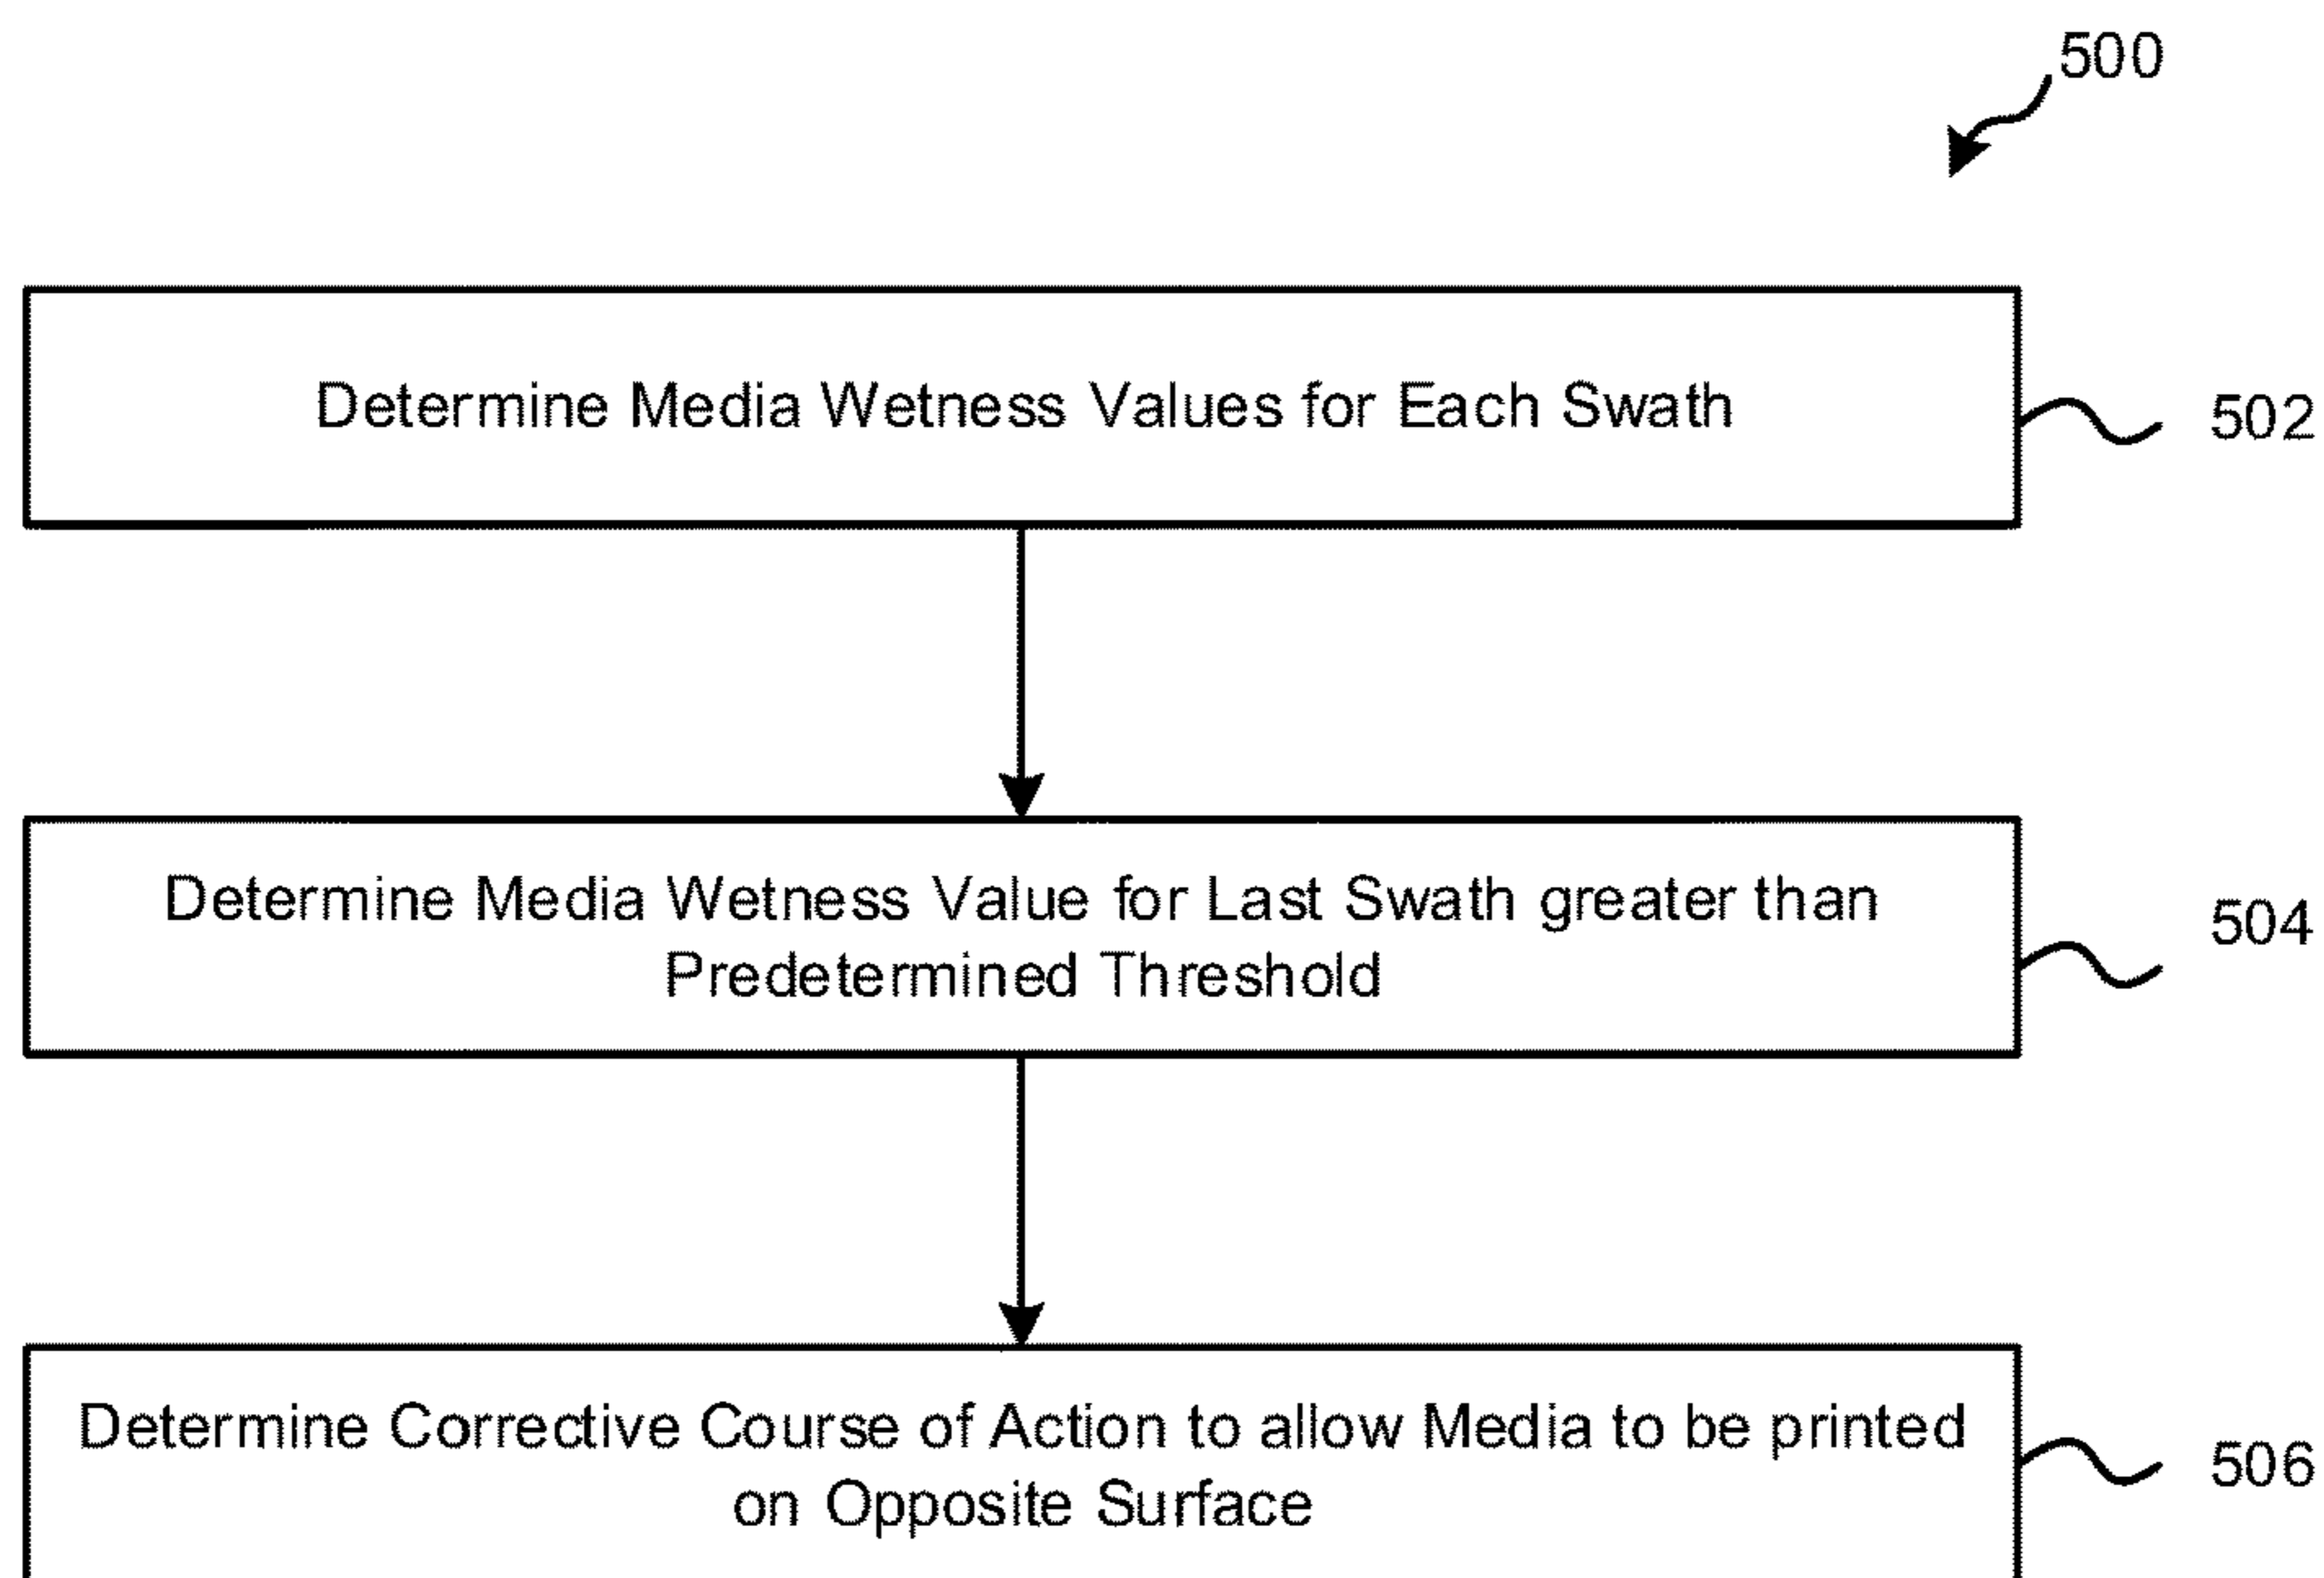 500
Determine Media Wetness Values for Each Swath
502
Determine Media Wetness Value for Last Swath greater than
Predetermined Threshold
504
Determine Corrective Course of Action to allow Media to be printed
on Opposite Surface
506